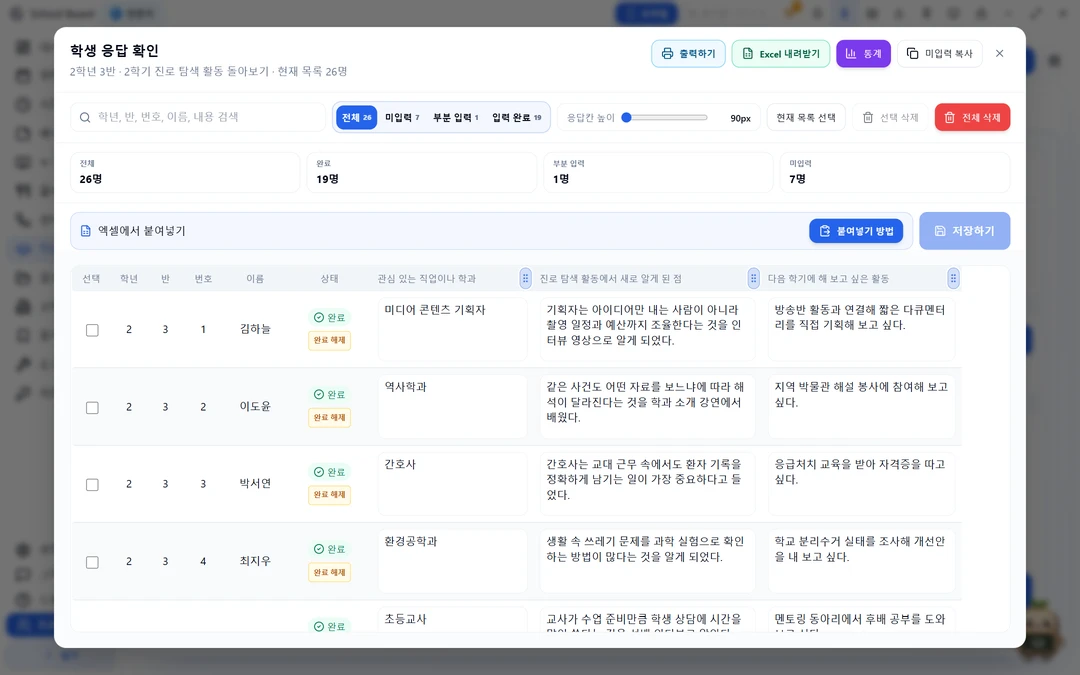 학생 응답 확인
2학년 3반 · 2학기 진로 탐색 활동 돌아보기 · 현재 목록 26명
출력하기
Excel 내려받기
통계
미입력 복사
학년, 반, 번호, 이름, 내용 검색
전체 26
미입력 7
부분 입력 1
입력 완료 19
응답칸 높이
90px
현재 목록 선택
선택 삭제
전체 삭제
전체
26명
완료
19명
부분 입력
1명
미입력
7명
엑셀에서 붙여넣기
붙여넣기 방법
저장하기
선택 학년 반 번호 이름 상태 관심 있는 직업이나 학과 진로 탐색 활동에서 새로 알게 된 점 다음 학기에 해 보고 싶은 활동
2 3 1 김하늘
완료
완료 해제
미디어 콘텐츠 기획자
기획자는 아이디어만 내는 사람이 아니라
촬영 일정과 예산까지 조율한다는 것을 인
터뷰 영상으로 알게 되었다.
방송반 활동과 연결해 짧은 다큐멘터
리를 직접 기획해 보고 싶다.
2 3 2 이도윤
완료
완료 해제
역사학과
같은 사건도 어떤 자료를 보느냐에 따라 해
석이 달라진다는 것을 학과 소개 강연에서
배웠다.
지역 박물관 해설 봉사에 참여해 보고
싶다.
2 3 3 박서연
완료
완료 해제
간호사
간호사는 교대 근무 속에서도 환자 기록을
정확하게 남기는 일이 가장 중요하다고 들
었다.
응급처치 교육을 받아 자격증을 따고
싶다.
2 3 4 최지우
완료
완료 해제
환경공학과
생활 속 쓰레기 문제를 과학 실험으로 확인
하는 방법이 많다는 것을 알게 되었다.
학교 분리수거 실태를 조사해 개선안
을 내 보고 싶다.
완료
초등교사
교사가 수업 준비만큼 학생 상담에 시간을
멘토링 동아리에서 후배 공부를 도와